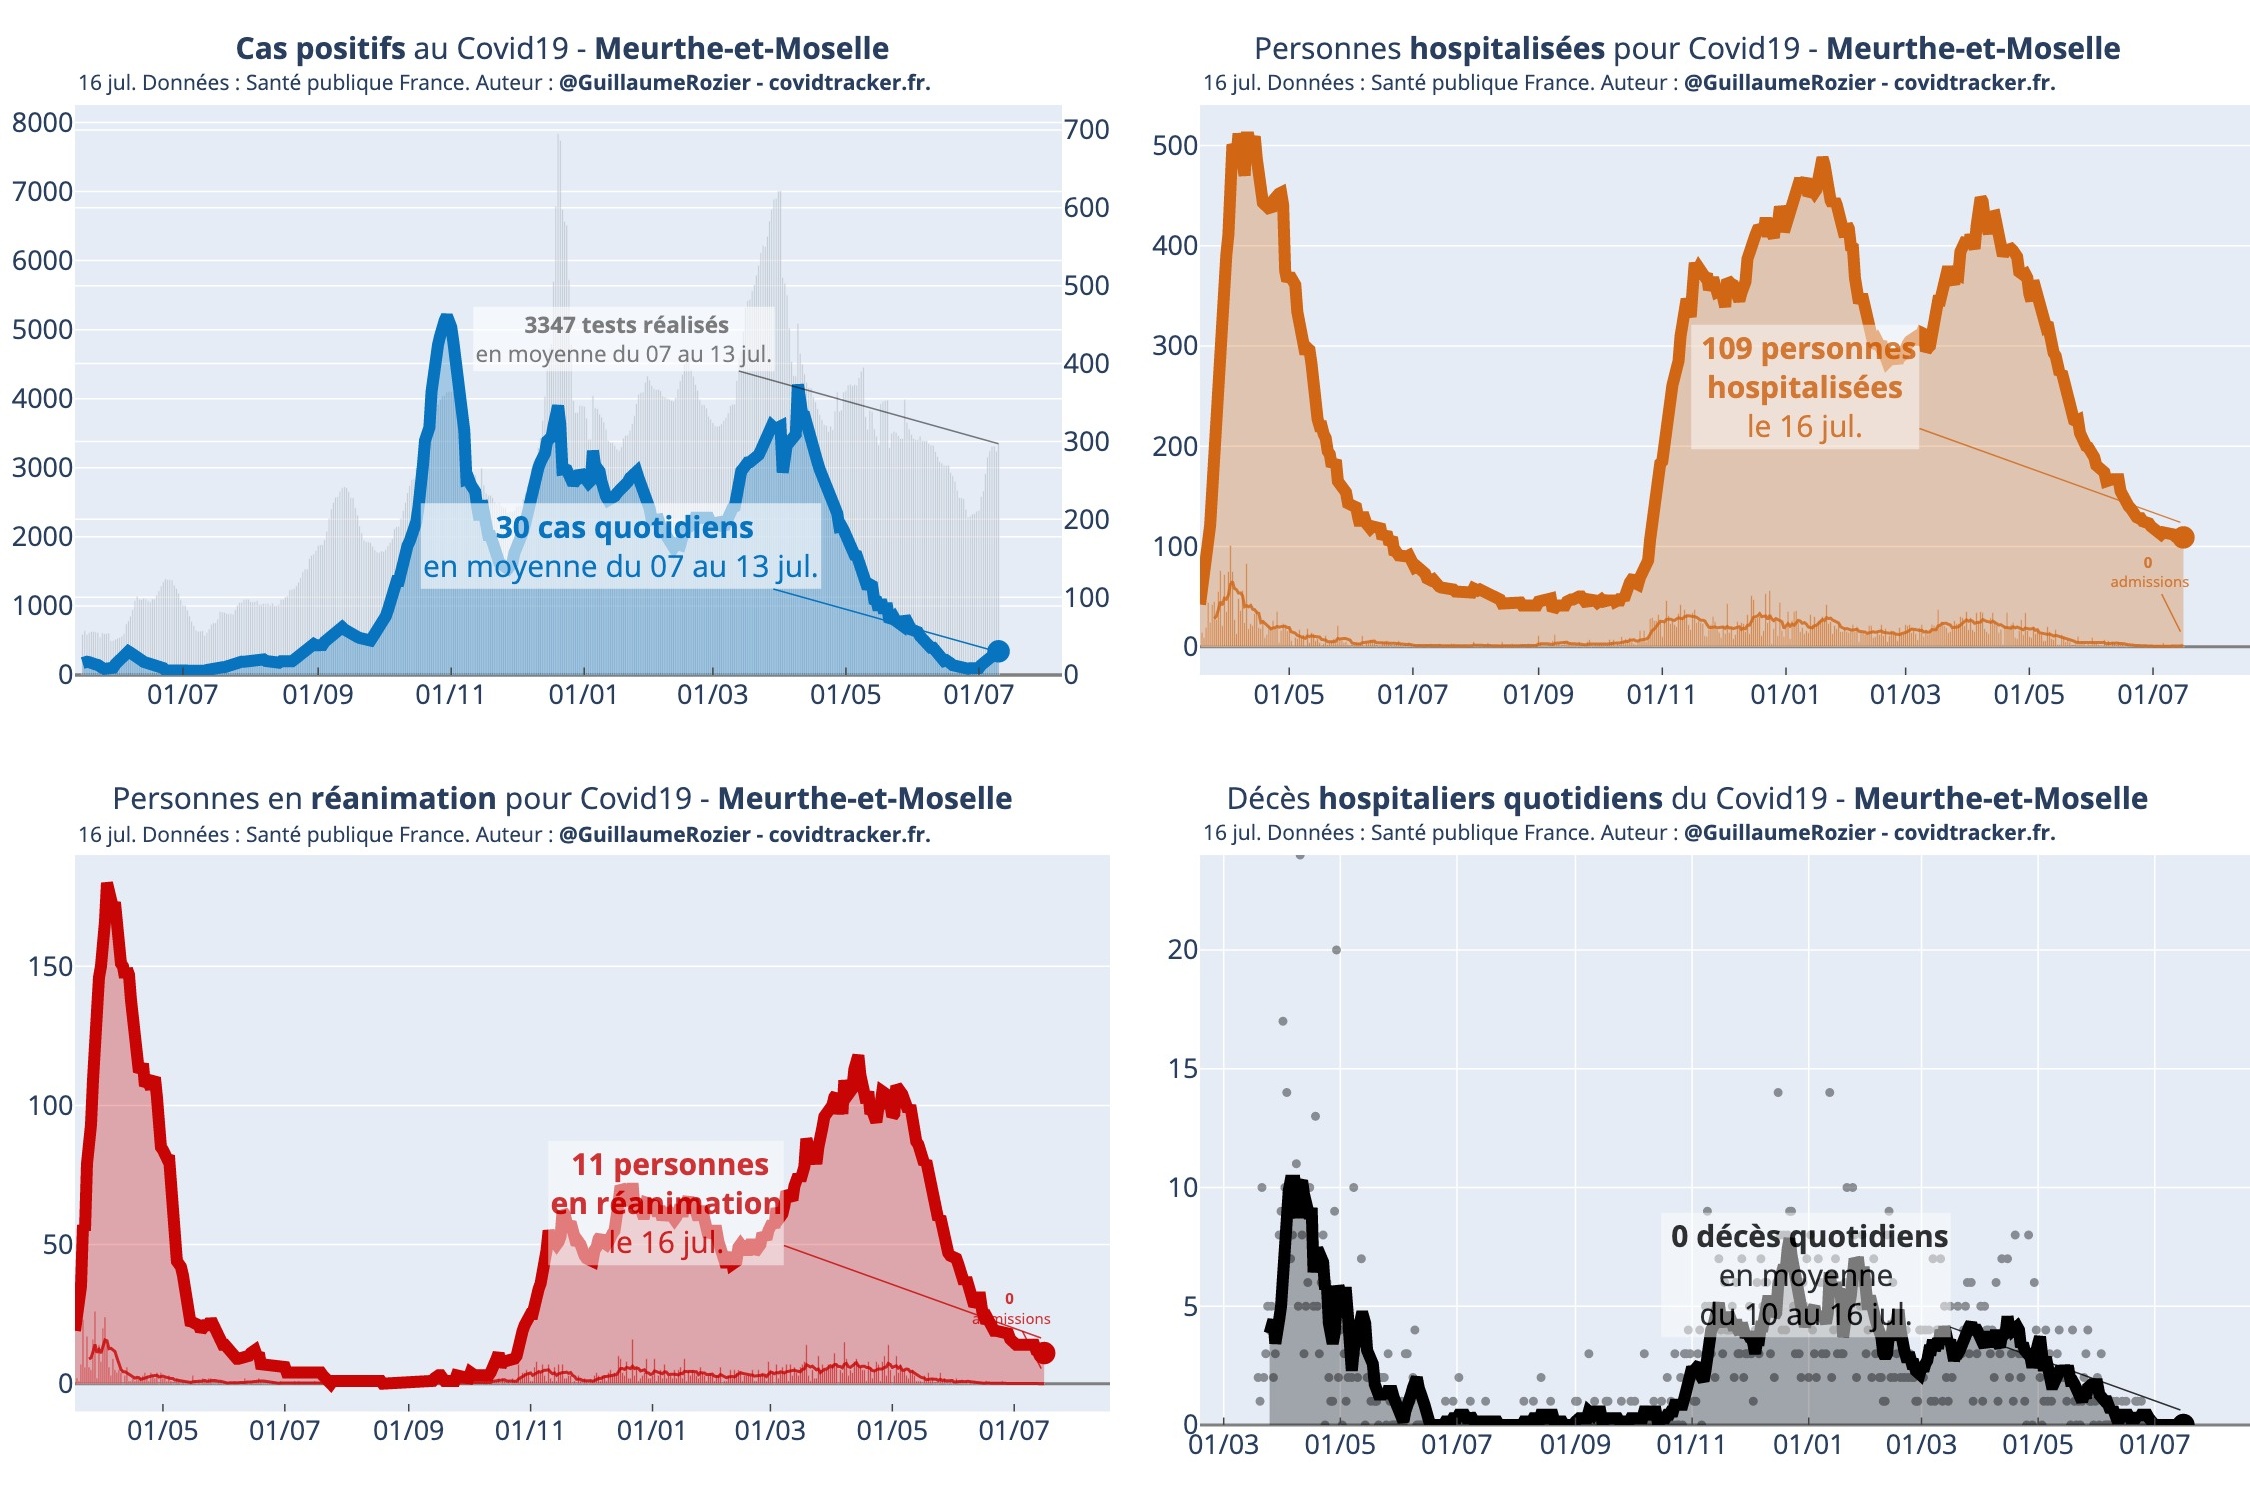 Cas positifs au Covid19 - Meurthe-et-Moselle
16 jul. Données : Santé publique France. Auteur : @GuillaumeRozier - covidtracker.fr.
8000
7000
6000
5000
4000
3000
2000
1000
0
700
600
500
400
300
200
100
0
3347 tests réalisés
en moyenne du 07 au 13 jul.
30 cas quotidiens
en moyenne du 07 au 13 jul.
01/07 01/09 01/11 01/01 01/03 01/05 01/07
Personnes hospitalisées pour Covid19 - Meurthe-et-Moselle
16 jul. Données : Santé publique France. Auteur : @GuillaumeRozier - covidtracker.fr.
500
400
300
200
100
0
109 personnes
hospitalisées
le 16 jul.
0
admissions
01/05 01/07 01/09 01/11 01/01 01/03 01/05 01/07
Personnes en réanimation pour Covid19 - Meurthe-et-Moselle
16 jul. Données : Santé publique France. Auteur : @GuillaumeRozier - covidtracker.fr.
150
100
50
0
11 personnes
en réanimation
le 16 jul.
0
admissions
01/05 01/07 01/09 01/11 01/01 01/03 01/05 01/07
Décès hospitaliers quotidiens du Covid19 - Meurthe-et-Moselle
16 jul. Données : Santé publique France. Auteur : @GuillaumeRozier - covidtracker.fr.
20
15
10
5
0
0 décès quotidiens
en moyenne
du 10 au 16 jul.
01/03 01/05 01/07 01/09 01/11 01/01 01/03 01/05 01/07